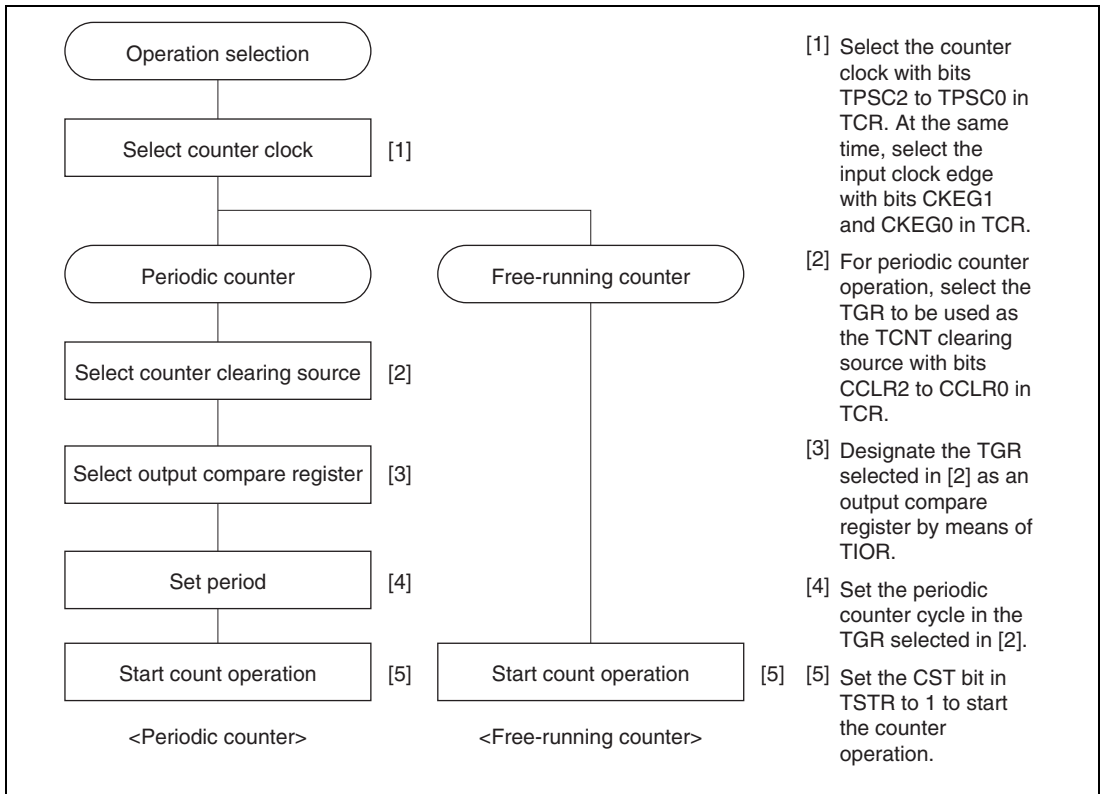 Operation selection
Select counter clock
[1]
Periodic counter
Free-running counter
Select counter clearing source
[2]
Select output compare register
[3]
Set period
[4]
Start count operation
[5]
Start count operation
[5]
<Periodic counter>
<Free-running counter>
[1] Select the counter
clock with bits
TPSC2 to TPSC0 in
TCR. At the same
time, select the
input clock edge
with bits CKEG1
and CKEG0 in TCR.
[2] For periodic counter
operation, select the
TGR to be used as
the TCNT clearing
source with bits
CCLR2 to CCLR0 in
TCR.
[3] Designate the TGR
selected in [2] as an
output compare
register by means of
TIOR.
[4] Set the periodic
counter cycle in the
TGR selected in [2].
[5] Set the CST bit in
TSTR to 1 to start
the counter
operation.